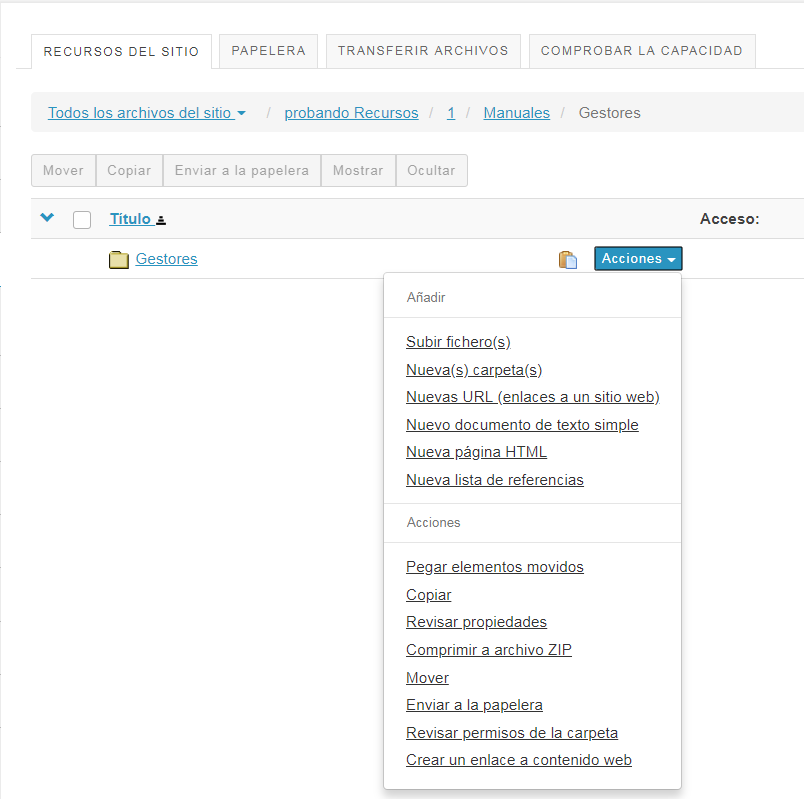 RECURSOS DEL SITIO PAPELERA TRANSFERIR ARCHIVOS COMPROBAR LA CAPACIDAD
Todos los archivos del sitio / probando Recursos / 1 / Manuales / Gestores
Mover Copiar Enviar a la papelera Mostrar Ocultar
Título Acceso:
Gestores Acciones
Añadir
Subir fichero(s)
Nueva(s) carpeta(s)
Nuevas URL (enlaces a un sitio web)
Nuevo documento de texto simple
Nueva página HTML
Nueva lista de referencias
Acciones
Pegar elementos movidos
Copiar
Revisar propiedades
Comprimir a archivo ZIP
Mover
Enviar a la papelera
Revisar permisos de la carpeta
Crear un enlace a contenido web